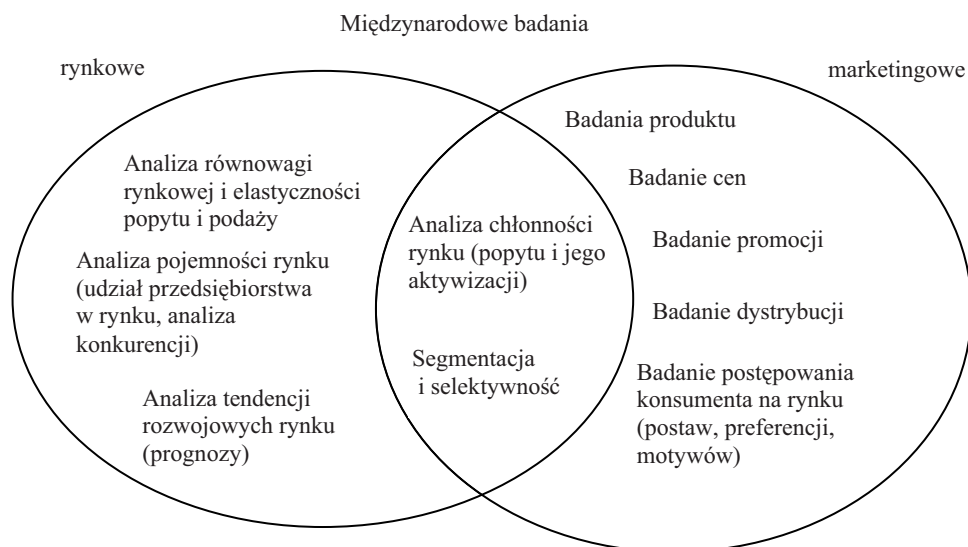 Międzynarodowe badania
rynkowe
marketingowe
Analiza równowagi
rynkowej i elastyczności
popytu i podaży
Analiza pojemności rynku
(udział przedsiębiorstwa
w rynku, analiza
konkurencji)
Analiza tendencji
rozwojowych rynku
(prognozy)
Analiza chłonności
rynku (popytu i jego
aktywizacji)
Segmentacja
i selektywność
Badania produktu
Badanie cen
Badanie promocji
Badanie dystrybucji
Badanie postępowania
konsumenta na rynku
(postaw, preferencji,
motywów)